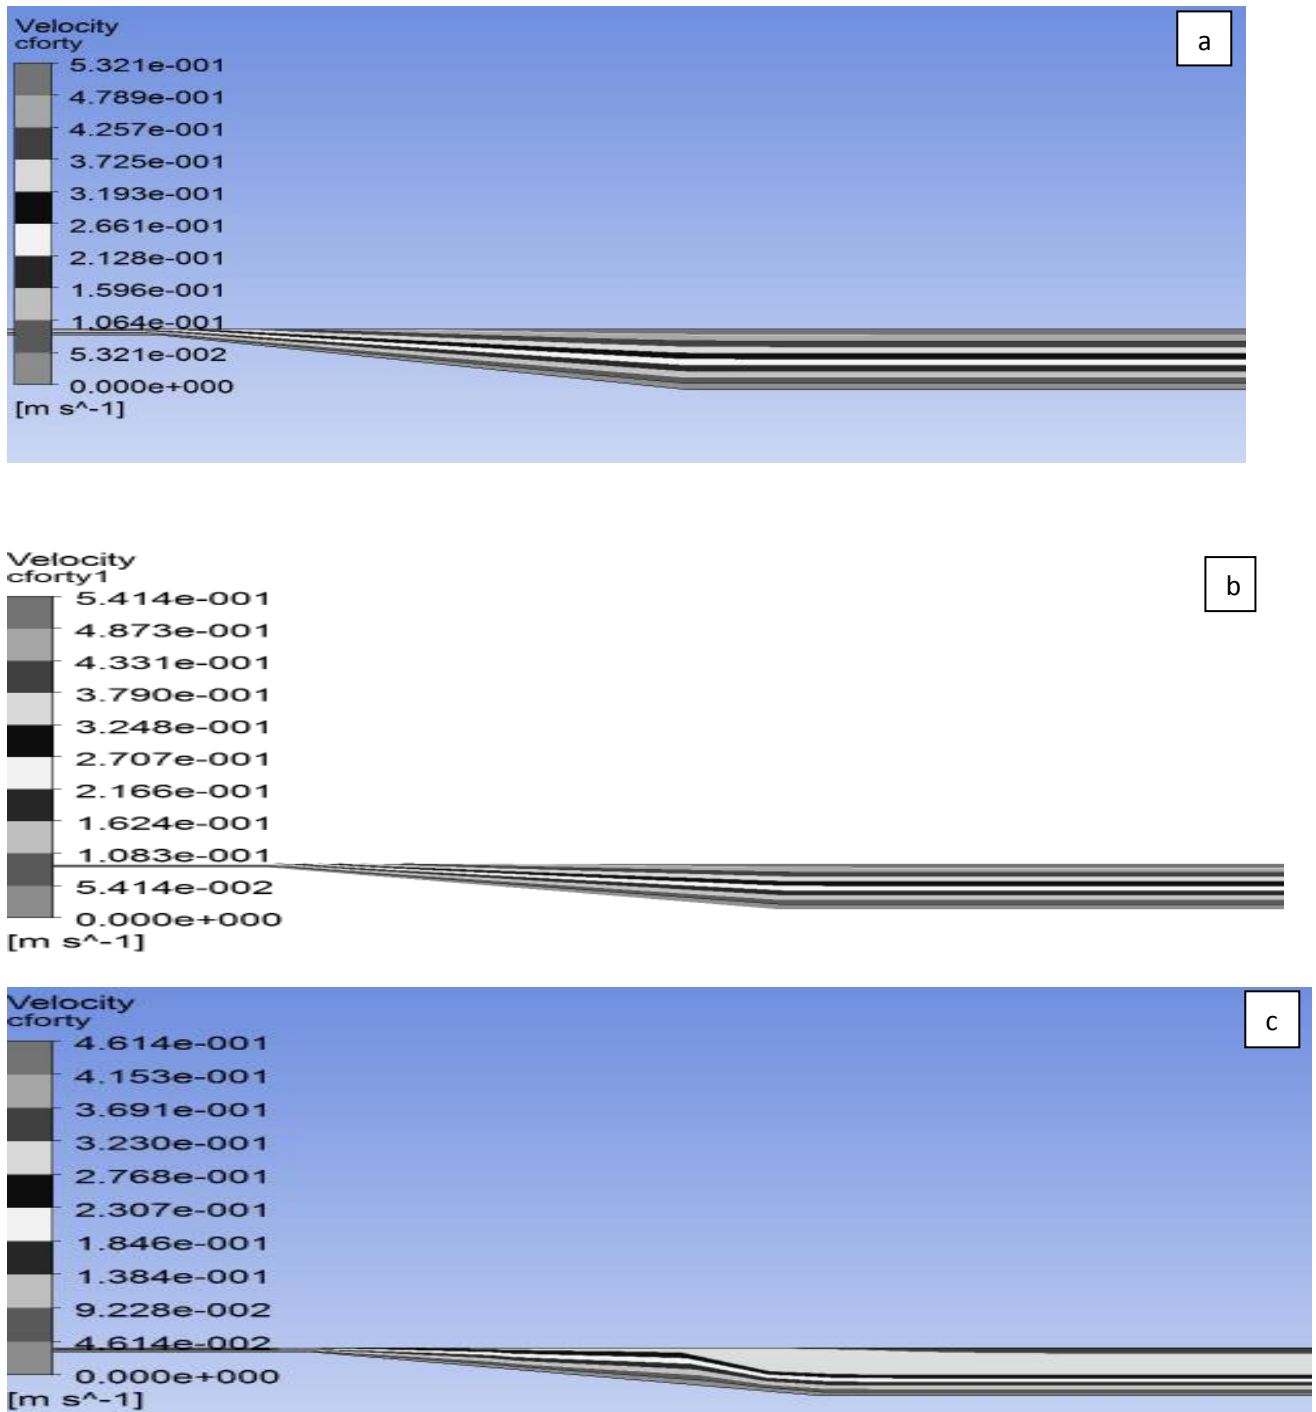 Velocity
cforty
a
5.321e-001
4.789e-001
4.257e-001
3.725e-001
3.193e-001
2.661e-001
2.128e-001
1.596e-001
1.064e-001
5.321e-002
0.000e+000
[m s^-1]
Velocity
cforty1
b
5.414e-001
4.873e-001
4.331e-001
3.790e-001
3.248e-001
2.707e-001
2.166e-001
1.624e-001
1.083e-001
5.414e-002
0.000e+000
[m s^-1]
Velocity
cforty
c
4.614e-001
4.153e-001
3.691e-001
3.230e-001
2.768e-001
2.307e-001
1.846e-001
1.384e-001
9.228e-002
4.614e-002
0.000e+000
[m s^-1]